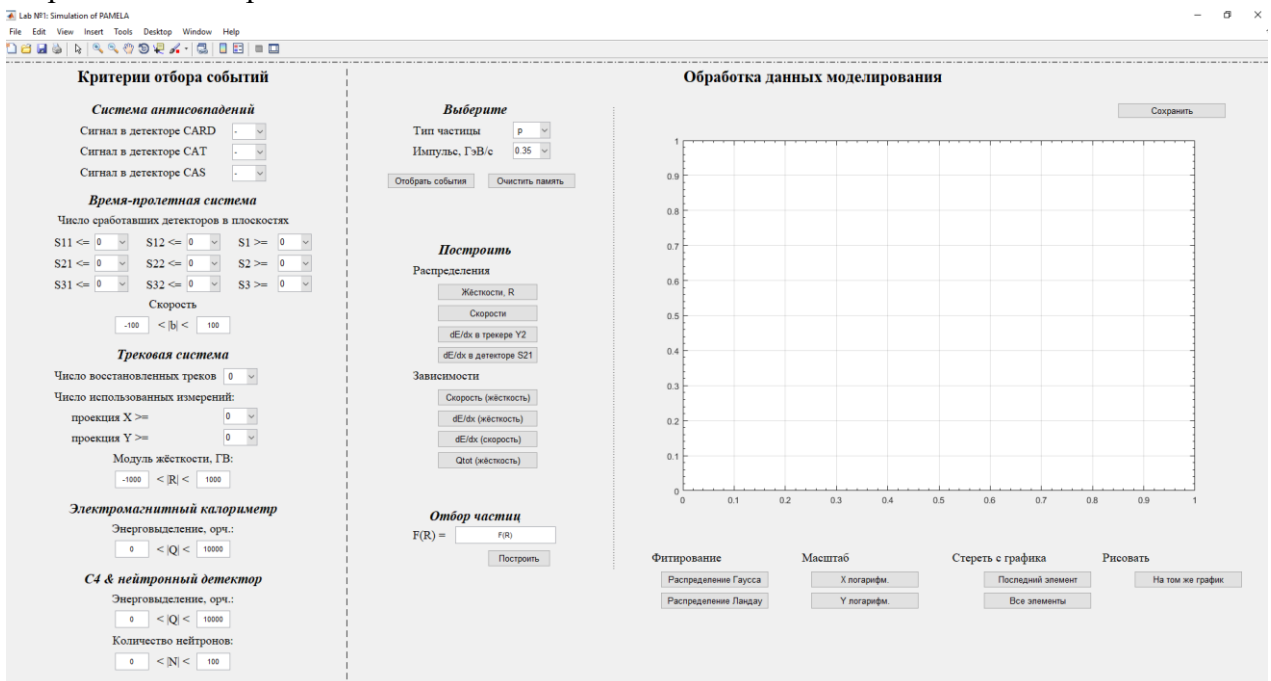 Lab №1: Simulation of PAMELA
File Edit View Insert Tools Desktop Window Help
Критерии отбора событий
Система антисовпадений
Сигнал в детекторе CARD -
Сигнал в детекторе CAT -
Сигнал в детекторе CAS -
Время-пролетная система
Число сработавших детекторов в плоскостях
S11 <= 0 S12 <= 0 S1 >= 0
S21 <= 0 S22 <= 0 S2 >= 0
S31 <= 0 S32 <= 0 S3 >= 0
Скорость
-100 < |b| < 100
Трековая система
Число восстановленных треков 0
Число использованных измерений:
проекция X >= 0
проекция Y >= 0
Модуль жёсткости, ГВ:
-1000 < |R| < 1000
Электромагнитный калориметр
Энерговыделение, орч.:
0 < |Q| < 10000
C4 & нейтронный детектор
Энерговыделение, орч.:
0 < |Q| < 10000
Количество нейтронов:
0 < |N| < 100
Выберите
Тип частицы p
Импульс, ГэВ/c 0.35
Отобрать события Очистить память
Построить
Распределения
Жёсткости, R
Скорости
dE/dx в трекере Y2
dE/dx в детекторе S21
Зависимости
Скорость (жёсткость)
dE/dx (жёсткость)
dE/dx (скорость)
Qtot (жёсткость)
Отбор частиц
F(R) = F(R)
Построить
Обработка данных моделирования
Сохранить
1
0.9
0.8
0.7
0.6
0.5
0.4
0.3
0.2
0.1
0
0 0.1 0.2 0.3 0.4 0.5 0.6 0.7 0.8 0.9 1
Фитирование Масштаб Стереть с графика Рисовать
Распределение Гаусса X логарифм. Последний элемент На том же график
Распределение Ландау Y логарифм. Все элементы